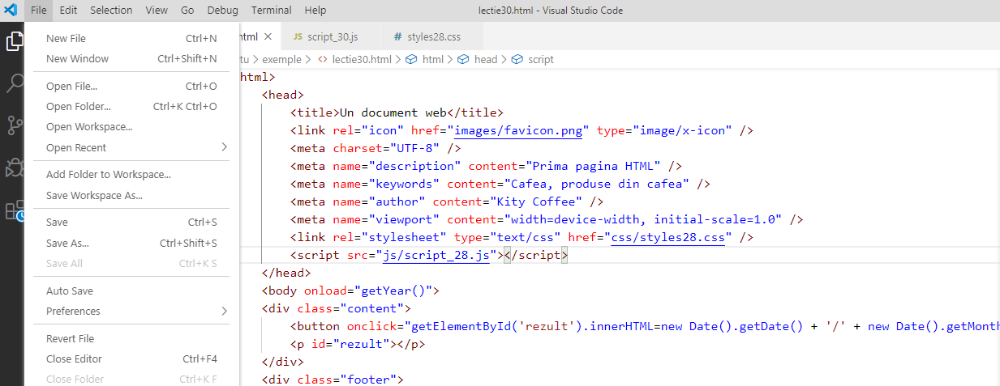 File Edit Selection View Go Debug Terminal Help lectie30.html - Visual Studio Code
New File Ctrl+N
New Window Ctrl+Shift+N
Open File... Ctrl+O
Open Folder... Ctrl+K Ctrl+O
Open Workspace...
Open Recent
Add Folder to Workspace...
Save Workspace As...
Save Ctrl+S
Save As... Ctrl+Shift+S
Save All Ctrl+K S
Auto Save
Preferences
Revert File
Close Editor Ctrl+F4
Close Folder Ctrl+K F
html JS script_30.js # styles28.css
tu > exemple > <> lectie30.html > html > head > script
html>
<head>
<title>Un document web</title>
<link rel="icon" href="images/favicon.png" type="image/x-icon" />
<meta charset="UTF-8" />
<meta name="description" content="Prima pagina HTML" />
<meta name="keywords" content="Cafea, produse din cafea" />
<meta name="author" content="Kity Coffee" />
<meta name="viewport" content="width=device-width, initial-scale=1.0" />
<link rel="stylesheet" type="text/css" href="css/styles28.css" />
<script src="js/script_28.js"></script>
</head>
<body onload="getYear()">
<div class="content">
<button onclick="getElementById('rezult').innerHTML=new Date().getDate() + '/' + new Date().getMonth
<p id="rezult"></p>
</div>
<div class="footer">